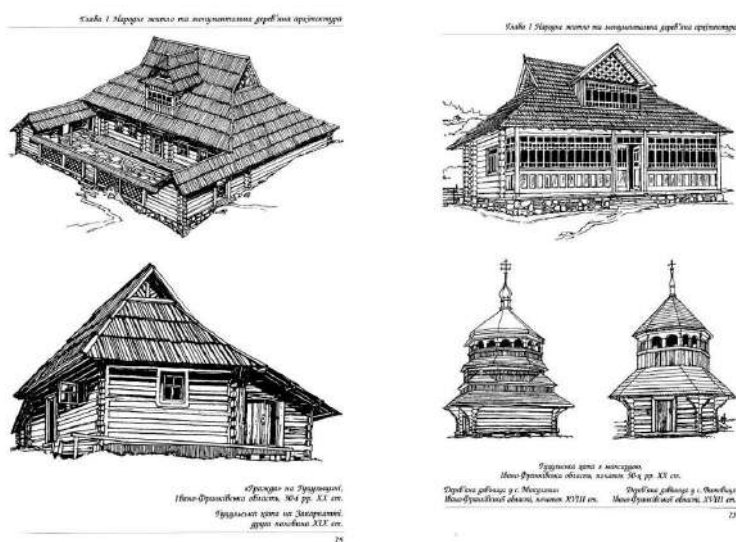 Глава 1 Народне житло та монументальна дерев'яна архітектура
«Гражда» на Гуцульщині,
Івано-Франківська область, 30-і рр. XX ст.
Гуцульська хата на Закарпатті,
друга половина XIX ст.
Глава 1 Народне житло та монументальна дерев'яна архітектура
Гуцульська хата з мансардою,
Івано-Франківська область, початок 30-х рр. XX ст.
Дерев'яна дзвіниця у с.
Івано-Франківської області, початок XVIII ст.
Дерев'яна дзвіниця у с.
Івано-Франківської області, XVIII ст.